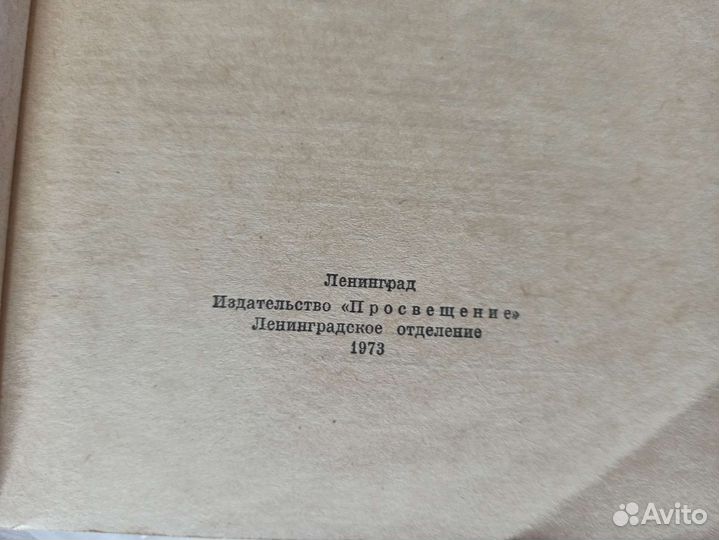 Ленинград
Издательство «Просвещение»
Ленинградское отделение
1973
Avito